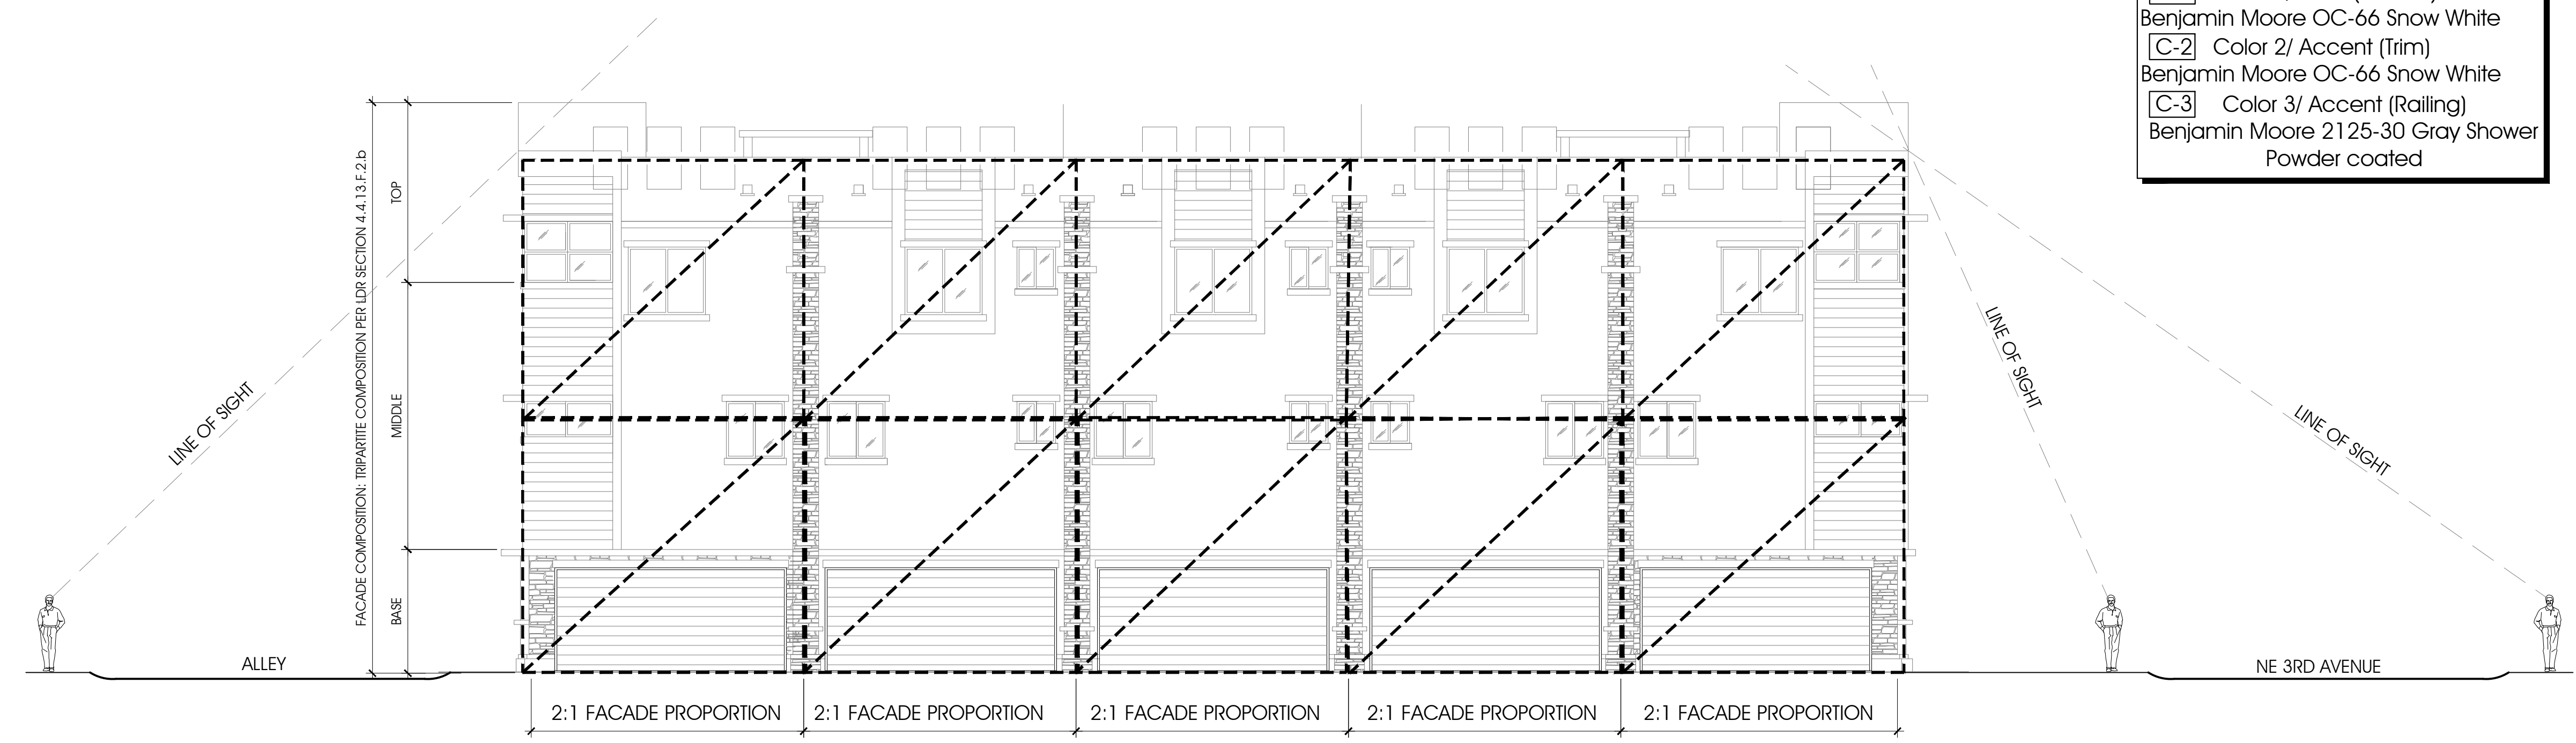 Benjamin Moore OC-66 Snow White
C-2 Color 2/ Accent (Trim)
Benjamin Moore OC-66 Snow White
C-3 Color 3/ Accent (Railing)
Benjamin Moore 2125-30 Gray Shower
Powder coated
FACADE COMPOSITION: TRIPARTITE COMPOSITION PER LDR SECTION 4.4.13.F.2.b
TOP
MIDDLE
BASE
LINE OF SIGHT
LINE OF SIGHT
LINE OF SIGHT
ALLEY
NE 3RD AVENUE
2:1 FACADE PROPORTION
2:1 FACADE PROPORTION
2:1 FACADE PROPORTION
2:1 FACADE PROPORTION
2:1 FACADE PROPORTION